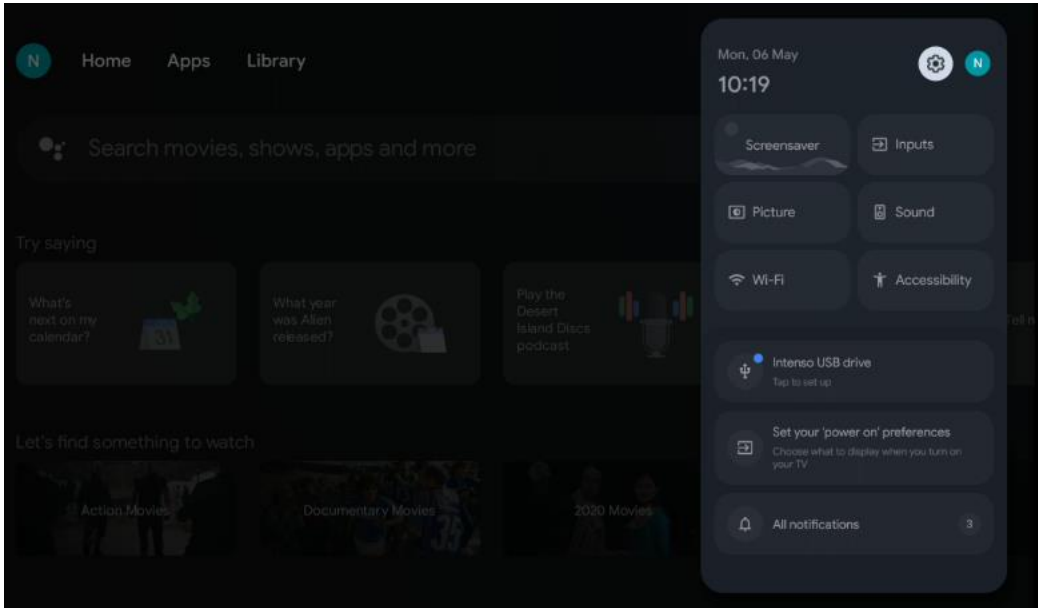 N
Home
Apps
Library
Search movies, shows, apps and more
Try saying
What's
next on my
calendar?
31
What year
was Alien
released?
Play the
Desert
Island Discs
podcast
Let's find something to watch
Action Movies
Documentary Movies
35
2020 Movies
Mon, 06 May
10:19
N
Screensaver
Inputs
Picture
Sound
Wi-Fi
Accessibility
Intenso USB drive
Tap to set up
Set your 'power on' preferences
Choose what to display when you turn on
your TV
All notifications
3